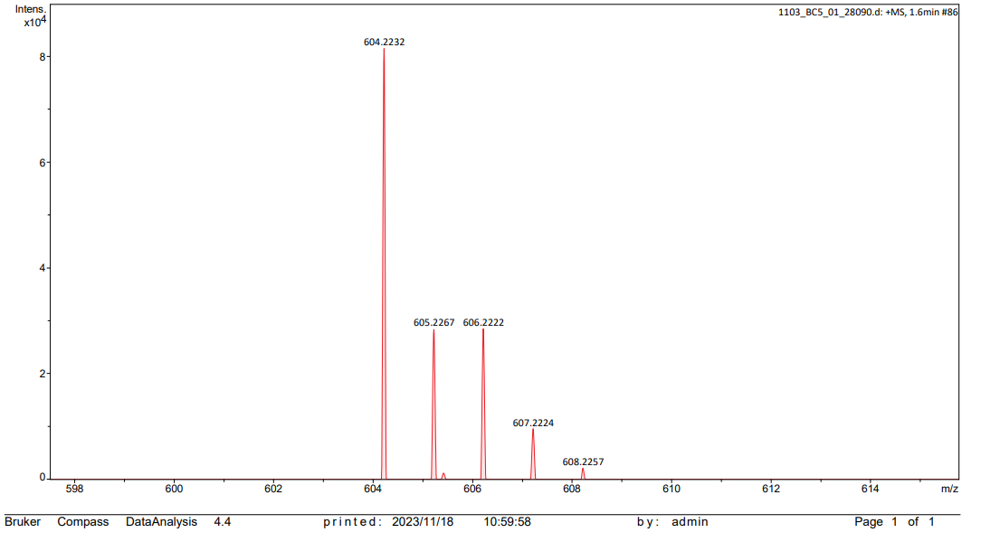 Intens.
x10⁴
1103_BC5_01_28090.d: +MS, 1.6min #86
604.2232
8
6
4
605.2267 606.2222
2
607.2224
608.2257
0
598 600 602 604 606 608 610 612 614 m/z
Bruker Compass DataAnalysis 4.4 printed: 2023/11/18 10:59:58 by: admin Page 1 of 1